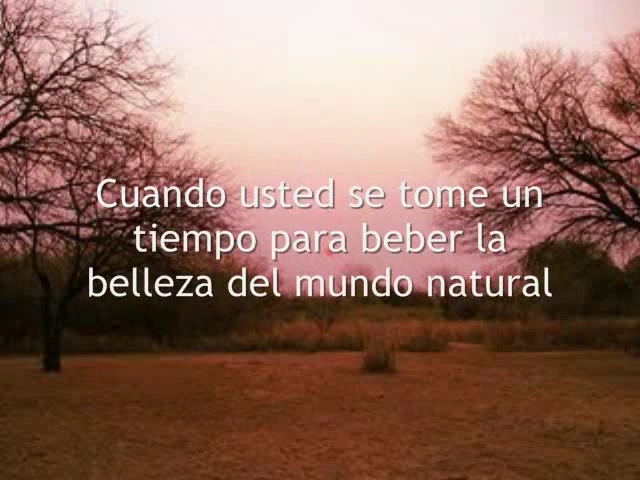 Cuando usted se tome un
tiempo para beber la
belleza del mundo natural